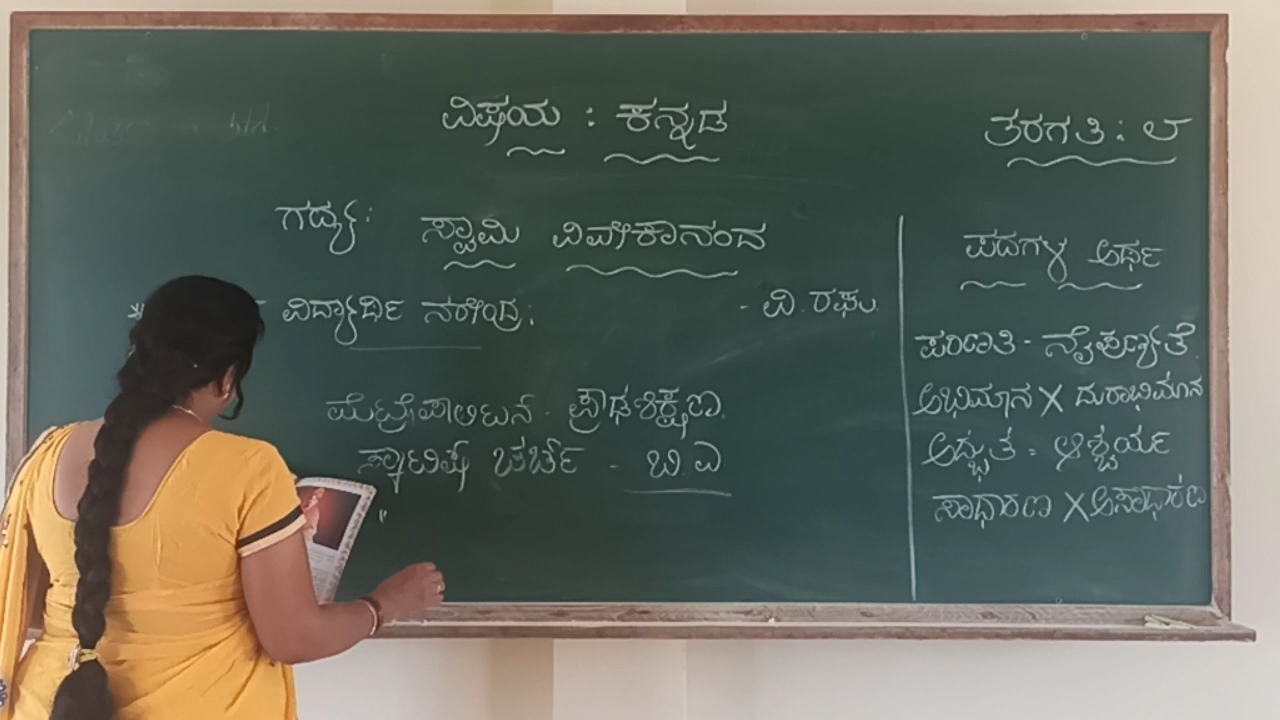 ವಿಷಯ : ಕನ್ನಡ
ತರಗತಿ : ೮
ಗದ್ಯ : ಸ್ವಾಮಿ ವಿವೇಕಾನಂದ
- ವಿ. ರಘು.
ವಿದ್ಯಾರ್ಥಿ ನರೇಂದ್ರ :
ಮೆಟ್ರೋಪಾಲಿಟನ್ - ಪ್ರೌಢಶಿಕ್ಷಣ.
ಸ್ಕಾಟಿಷ್ ಚರ್ಚ್ - ಬಿ.ಎ
"
ಪದಗಳ ಅರ್ಥ
ಪರಿಣತಿ - ನೈಪುಣ್ಯತೆ.
ಅಭಿಮಾನ X ದುರಾಭಿಮಾನ
ಅದ್ಭುತ = ಆಶ್ಚರ್ಯ
ಸಾಧಾರಣ X ಅಸಾಧಾರಣ